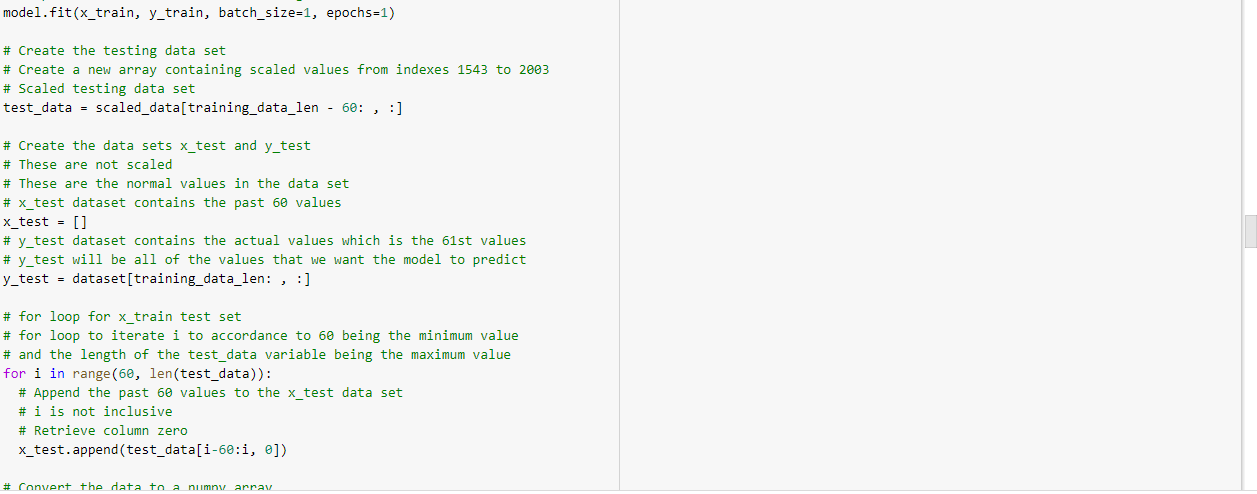 model.fit(x_train, y_train, batch_size=1, epochs=1)
# Create the testing data set
# Create a new array containing scaled values from indexes 1543 to 2003
# Scaled testing data set
test_data = scaled_data[training_data_len - 60: , :]
# Create the data sets x_test and y_test
# These are not scaled
# These are the normal values in the data set
# x_test dataset contains the past 60 values
x_test = []
# y_test dataset contains the actual values which is the 61st values
# y_test will be all of the values that we want the model to predict
y_test = dataset[training_data_len: , :]
# for loop for x_train test set
# for loop to iterate i to accordance to 60 being the minimum value
# and the length of the test_data variable being the maximum value
for i in range(60, len(test_data)):
  # Append the past 60 values to the x_test data set
  # i is not inclusive
  # Retrieve column zero
  x_test.append(test_data[i-60:i, 0])
# Convert the data to a numpy array